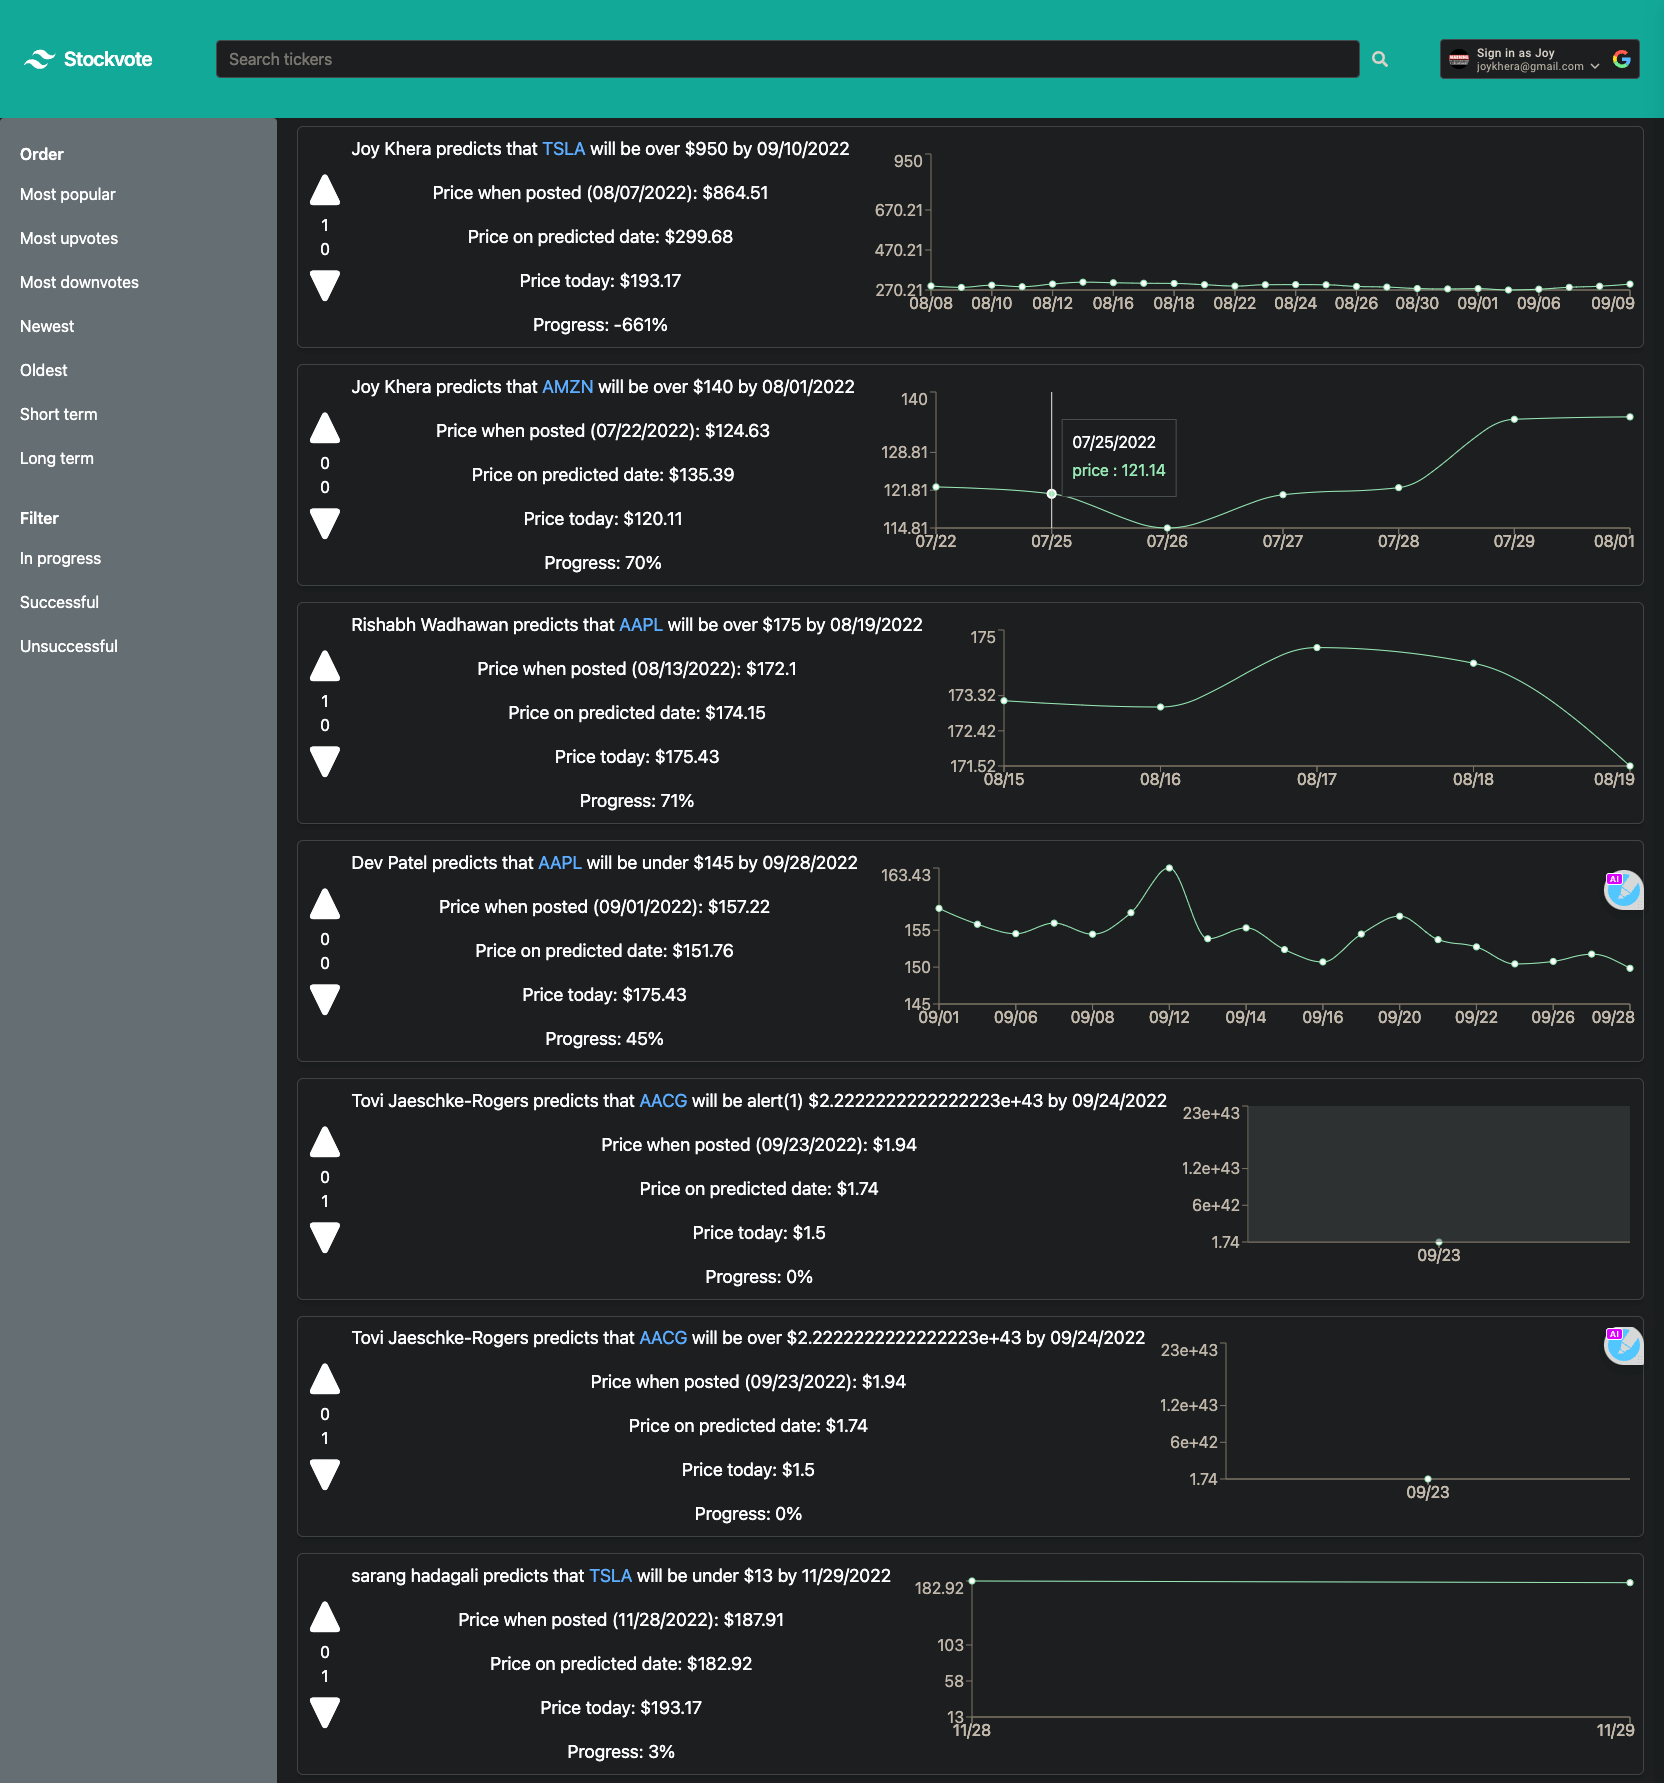 Stockvote
Search tickers
Sign in as Joy
joykhera@gmail.com
Order
Most popular
Most upvotes
Most downvotes
Newest
Oldest
Short term
Long term
Filter
In progress
Successful
Unsuccessful
Joy Khera predicts that TSLA will be over $950 by 09/10/2022
Price when posted (08/07/2022): $864.51
1
0
Price on predicted date: $299.68
Price today: $193.17
Progress: -661%
950
670.21
470.21
270.21
08/08 08/10 08/12 08/16 08/18 08/22 08/24 08/26 08/30 09/01 09/06 09/09
Joy Khera predicts that AMZN will be over $140 by 08/01/2022
Price when posted (07/22/2022): $124.63
0
0
Price on predicted date: $135.39
Price today: $120.11
Progress: 70%
140
128.81
121.81
114.81
07/25/2022
price : 121.14
07/22 07/25 07/26 07/27 07/28 07/29 08/01
Rishabh Wadhawan predicts that AAPL will be over $175 by 08/19/2022
Price when posted (08/13/2022): $172.1
1
0
Price on predicted date: $174.15
Price today: $175.43
Progress: 71%
175
173.32
172.42
171.52
08/15 08/16 08/17 08/18 08/19
Dev Patel predicts that AAPL will be under $145 by 09/28/2022
Price when posted (09/01/2022): $157.22
0
0
Price on predicted date: $151.76
Price today: $175.43
Progress: 45%
163.43
155
150
145
09/01 09/06 09/08 09/12 09/14 09/16 09/20 09/22 09/26 09/28
AI
Tovi Jaeschke-Rogers predicts that AACG will be alert(1) $2.2222222222222223e+43 by 09/24/2022
Price when posted (09/23/2022): $1.94
0
1
Price on predicted date: $1.74
Price today: $1.5
Progress: 0%
23e+43
1.2e+43
6e+42
1.74
09/23
Tovi Jaeschke-Rogers predicts that AACG will be over $2.2222222222222223e+43 by 09/24/2022
Price when posted (09/23/2022): $1.94
0
1
Price on predicted date: $1.74
Price today: $1.5
Progress: 0%
23e+43
1.2e+43
6e+42
1.74
09/23
AI
sarang hadagali predicts that TSLA will be under $13 by 11/29/2022
Price when posted (11/28/2022): $187.91
0
1
Price on predicted date: $182.92
Price today: $193.17
Progress: 3%
182.92
103
58
13
11/28 11/29